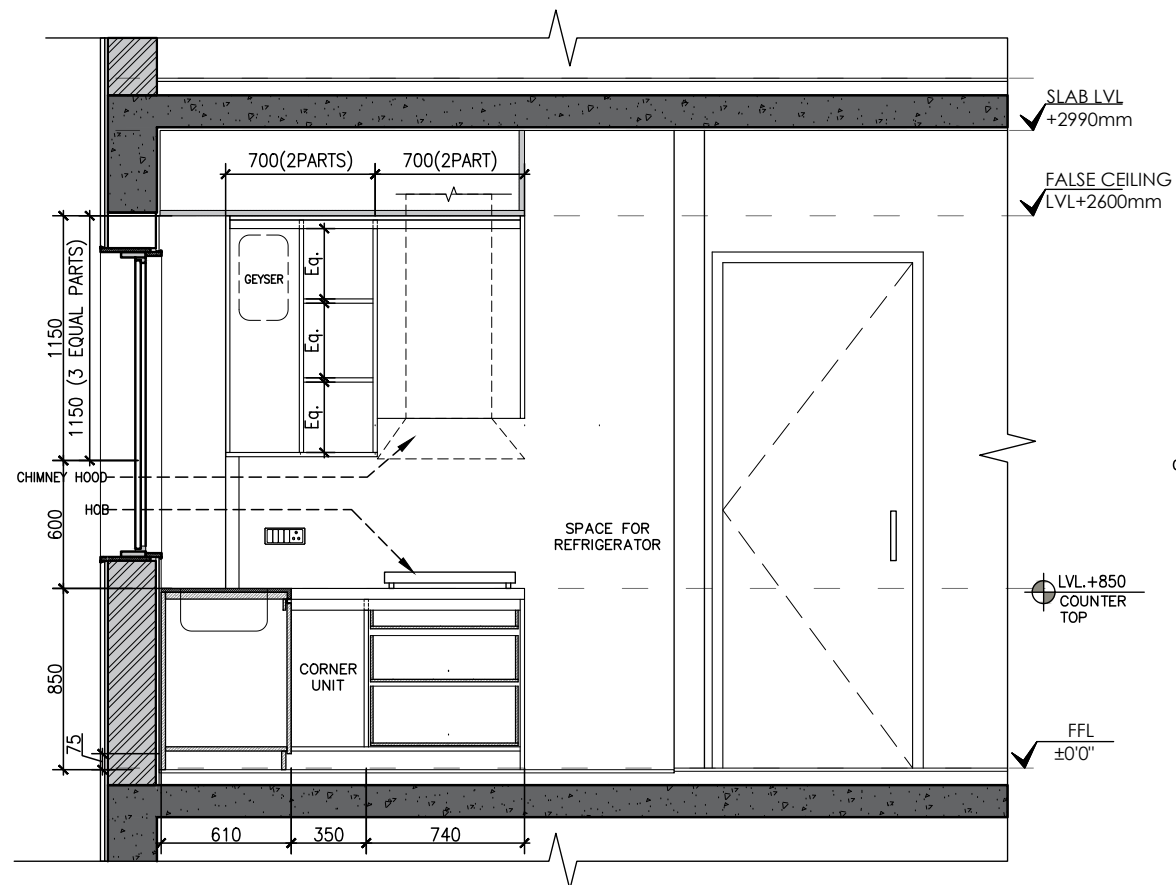 SLAB LVL
+2990mm
700(2PARTS)
700(2PART)
FALSE CEILING
LVL+2600mm
GEYSER
Eq.
Eq.
Eq.
1150
1150 (3 EQUAL PARTS)
CHIMNEY HOOD
HOB
600
SPACE FOR
REFRIGERATOR
LVL.+850
COUNTER
TOP
CORNER
UNIT
850
75
FFL
±0'0"
610
350
740